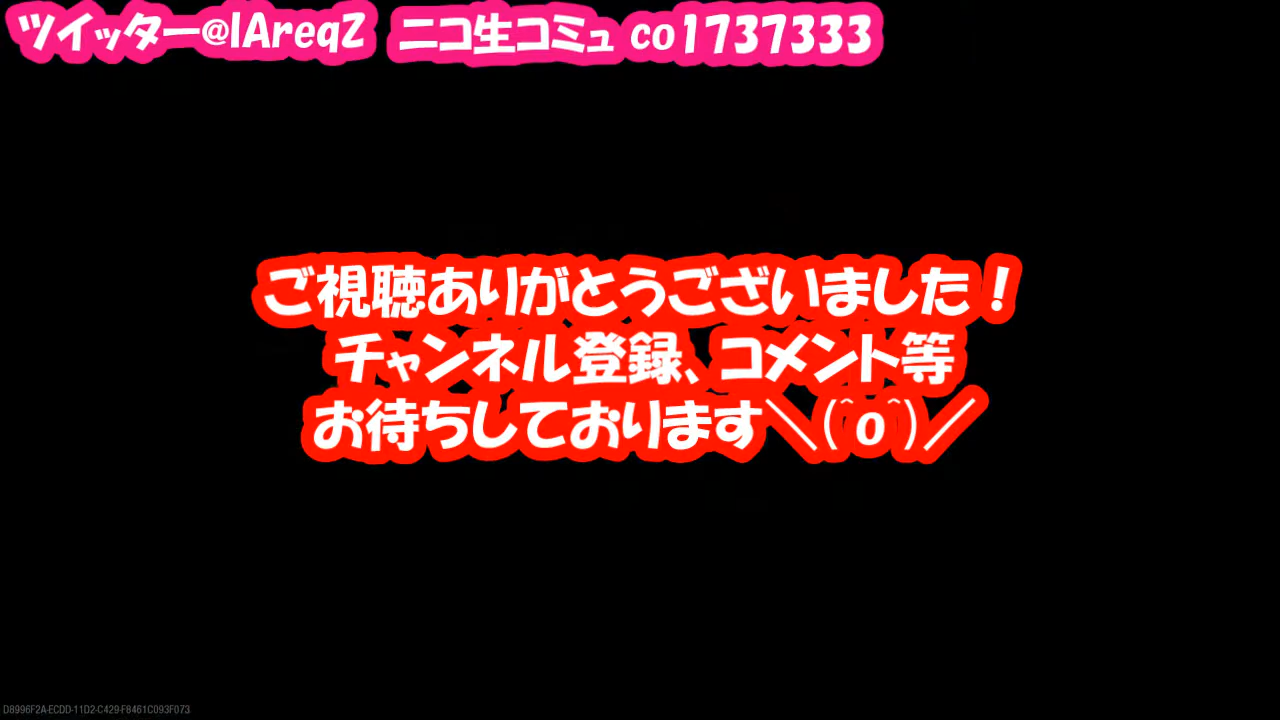 ツイッター@lAreqZ ニコ生コミュ co1737333
ご視聴ありがとうございました！
チャンネル登録、コメント等
お待ちしております＼(^o^)／
D8996F2A-ECDD-11D2-C429-F8461C093F073